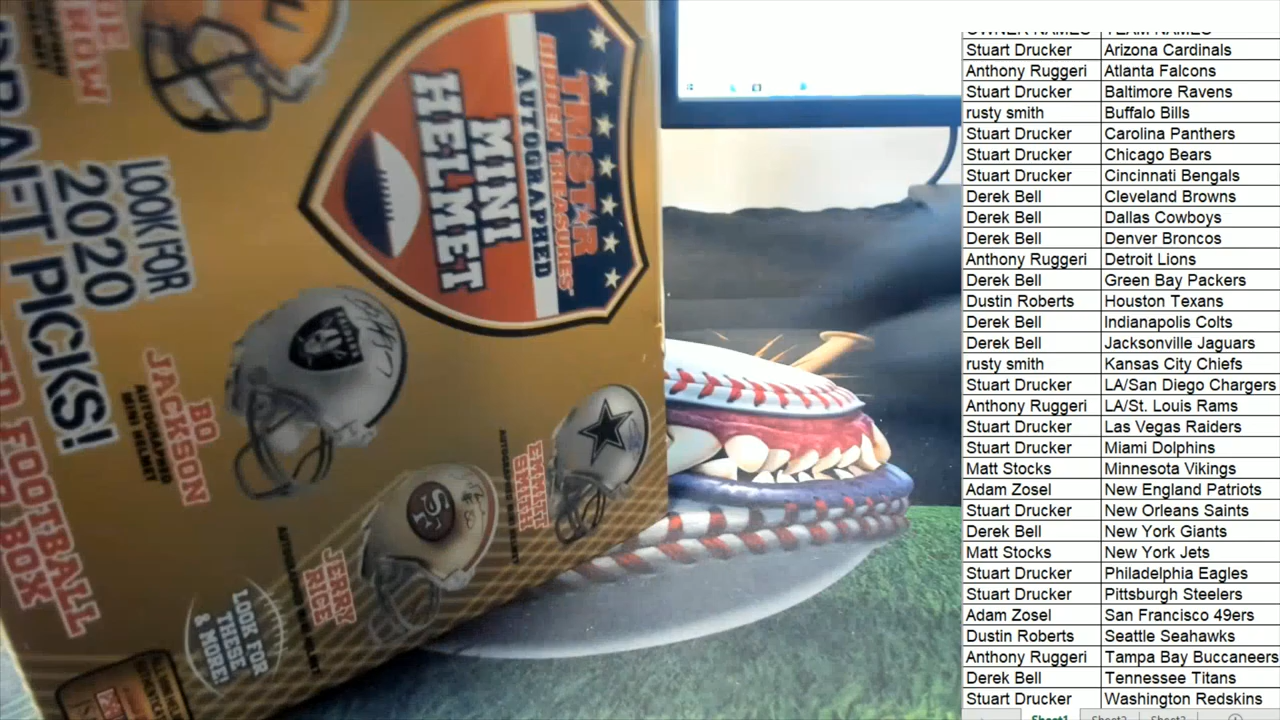 TMSTAR
HIDDEN TREASURES
AUTOGRAPHED
MINI
HELMET
LOOK FOR
2020
DRAFT PICKS!
BO
JACKSON
AUTOGRAPHED
MINI HELMET
EMMITT
SMITH
JERRY
RICE
LOOK FOR
THESE
& MORE!
FOOTBALL
BOX
OWNER NAMES TEAM NAMES
Stuart Drucker Arizona Cardinals
Anthony Ruggeri Atlanta Falcons
Stuart Drucker Baltimore Ravens
rusty smith Buffalo Bills
Stuart Drucker Carolina Panthers
Stuart Drucker Chicago Bears
Stuart Drucker Cincinnati Bengals
Derek Bell Cleveland Browns
Derek Bell Dallas Cowboys
Derek Bell Denver Broncos
Anthony Ruggeri Detroit Lions
Derek Bell Green Bay Packers
Dustin Roberts Houston Texans
Derek Bell Indianapolis Colts
Derek Bell Jacksonville Jaguars
rusty smith Kansas City Chiefs
Stuart Drucker LA/San Diego Chargers
Anthony Ruggeri LA/St. Louis Rams
Stuart Drucker Las Vegas Raiders
Stuart Drucker Miami Dolphins
Matt Stocks Minnesota Vikings
Adam Zosel New England Patriots
Stuart Drucker New Orleans Saints
Derek Bell New York Giants
Matt Stocks New York Jets
Stuart Drucker Philadelphia Eagles
Stuart Drucker Pittsburgh Steelers
Adam Zosel San Francisco 49ers
Dustin Roberts Seattle Seahawks
Anthony Ruggeri Tampa Bay Buccaneers
Derek Bell Tennessee Titans
Stuart Drucker Washington Redskins
Sheet1 Sheet2 Sheet3